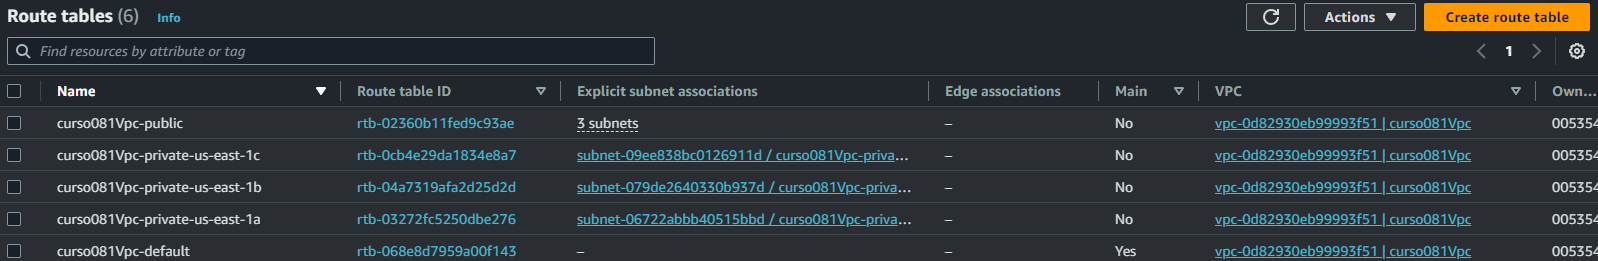 Route tables (6) Info
Actions
Create route table
Find resources by attribute or tag
1
Name Route table ID Explicit subnet associations Edge associations Main VPC Own...
curso081Vpc-public rtb-02360b11fed9c93ae 3 subnets – No vpc-0d82930eb99993f51 | curso081Vpc 005354
curso081Vpc-private-us-east-1c rtb-0cb4e29da1834e8a7 subnet-09ee838bc0126911d / curso081Vpc-priva... – No vpc-0d82930eb99993f51 | curso081Vpc 005354
curso081Vpc-private-us-east-1b rtb-04a7319afa2d25d2d subnet-079de2640330b937d / curso081Vpc-priva... – No vpc-0d82930eb99993f51 | curso081Vpc 005354
curso081Vpc-private-us-east-1a rtb-03272fc5250dbe276 subnet-06722abbb40515bbd / curso081Vpc-priva... – No vpc-0d82930eb99993f51 | curso081Vpc 005354
curso081Vpc-default rtb-068e8d7959a00f143 – – Yes vpc-0d82930eb99993f51 | curso081Vpc 005354